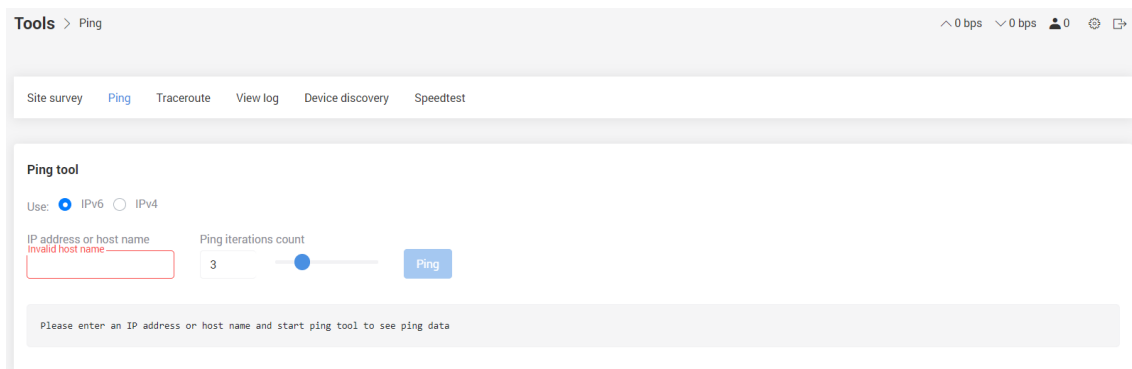 Tools > Ping
0 bps 0 bps 0
Site survey Ping Traceroute View log Device discovery Speedtest
Ping tool
Use: IPv6 IPv4
IP address or host name Ping iterations count
Invalid host name
3 Ping
Please enter an IP address or host name and start ping tool to see ping data